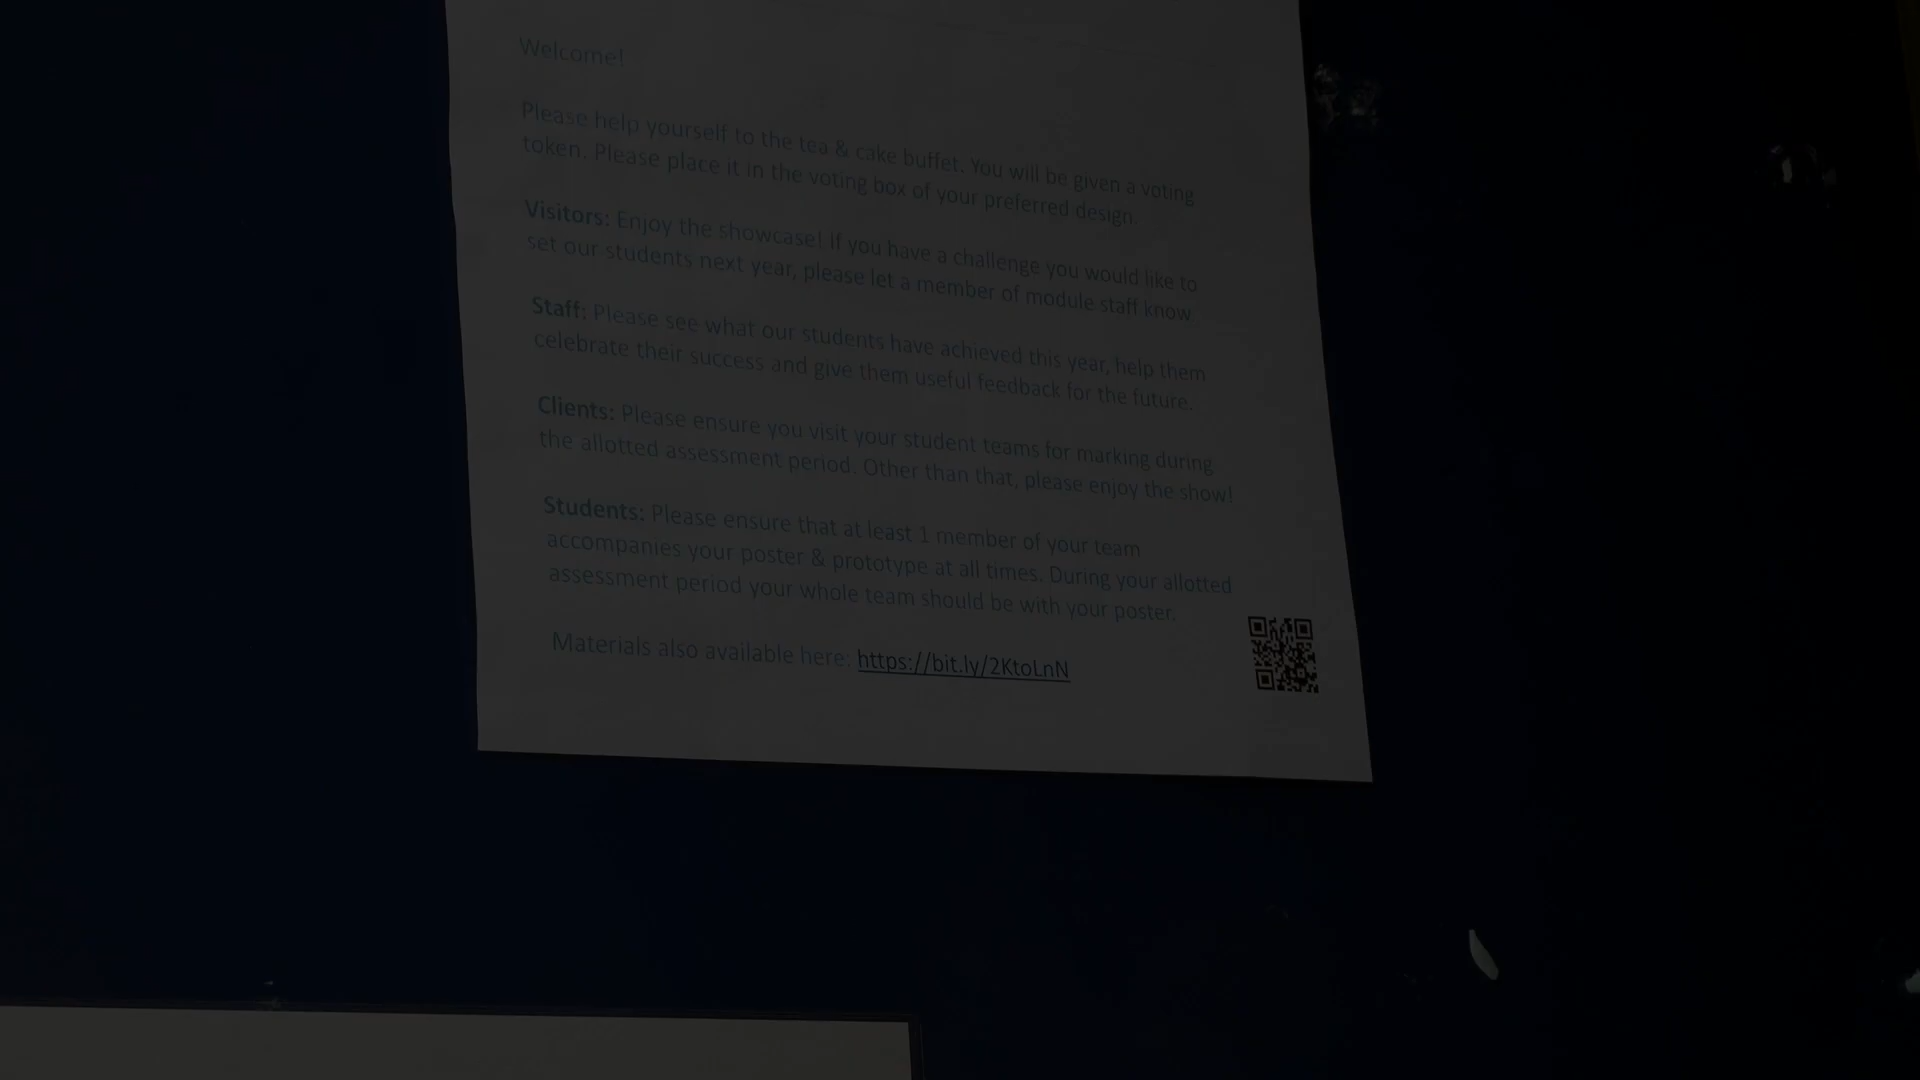 Welcome!
Please help yourself to the tea & cake buffet. You will be given a voting
token. Please place it in the voting box of your preferred design.
Visitors: Enjoy the showcase! If you have a challenge you would like to
set our students next year, please let a member of module staff know
Staff: Please see what our students have achieved this year, help them
celebrate their success and give them useful feedback for the future.
Clients: Please ensure you visit your student teams for marking during
the allotted assessment period. Other than that, please enjoy the show!
Students: Please ensure that at least 1 member of your team
accompanies your poster & prototype at all times. During your allotted
assessment period your whole team should be with your poster.
Materials also available here: https://bit.ly/2KtoLnN